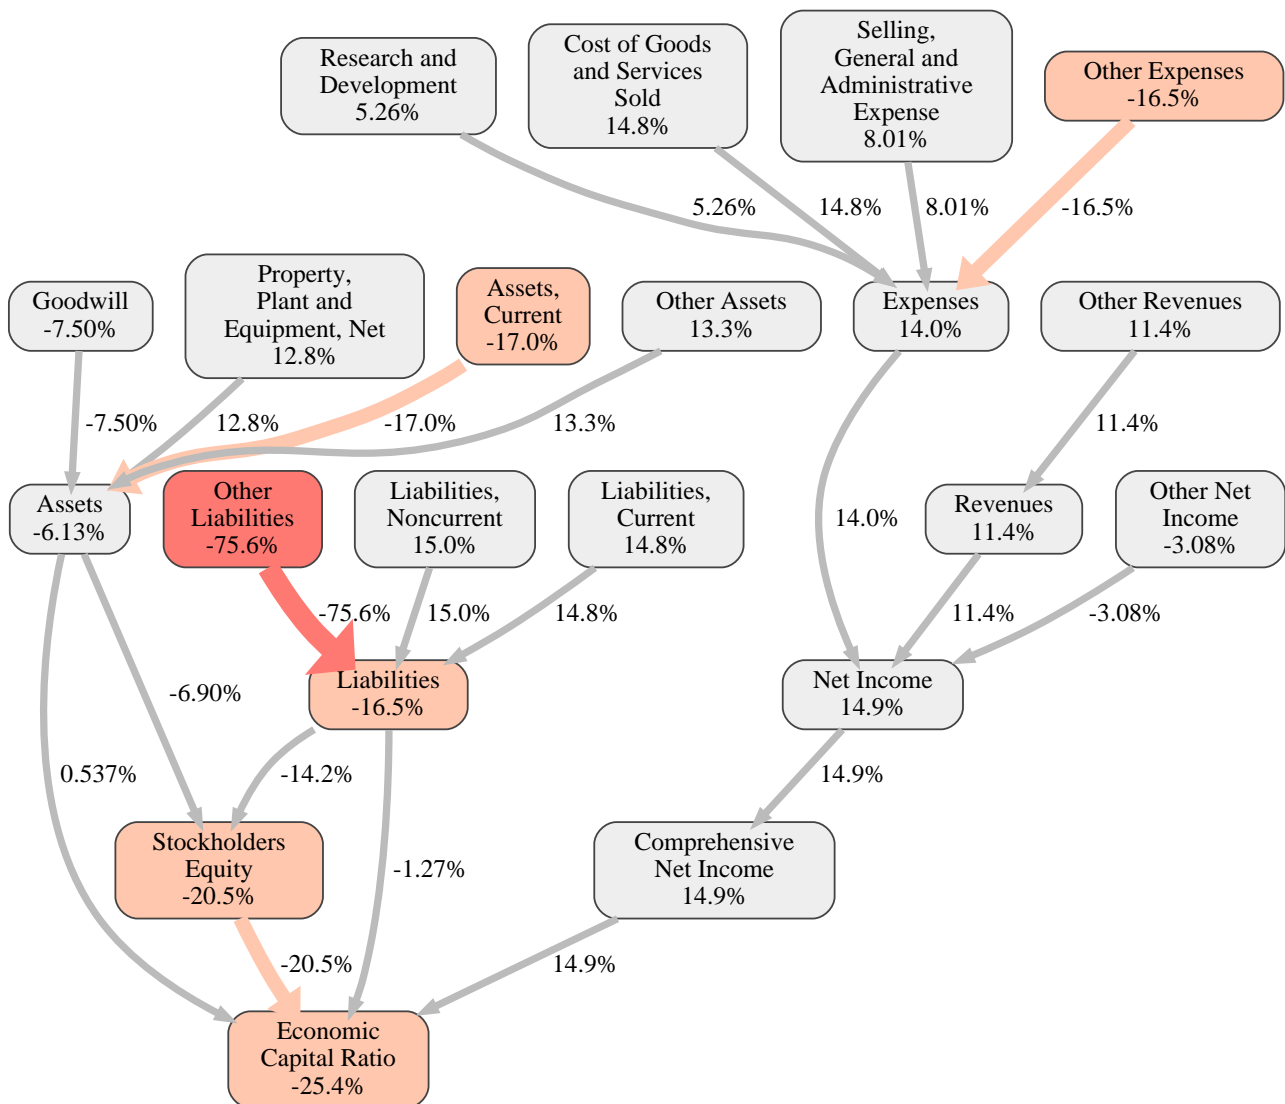 Research and
Development
5.26%
Cost of Goods
and Services
Sold
14.8%
Selling,
General and
Administrative
Expense
8.01%
Other Expenses
-16.5%
5.26%
14.8%
8.01%
-16.5%
Goodwill
-7.50%
Property,
Plant and
Equipment, Net
12.8%
Assets,
Current
-17.0%
Other Assets
13.3%
Expenses
14.0%
Other Revenues
11.4%
-7.50%
12.8%
-17.0%
13.3%
11.4%
Assets
-6.13%
Other
Liabilities
-75.6%
Liabilities,
Noncurrent
15.0%
Liabilities,
Current
14.8%
14.0%
Revenues
11.4%
Other Net
Income
-3.08%
-75.6%
15.0%
14.8%
11.4%
-3.08%
-6.90%
Liabilities
-16.5%
Net Income
14.9%
0.537%
-14.2%
14.9%
Stockholders
Equity
-20.5%
-1.27%
Comprehensive
Net Income
14.9%
-20.5%
14.9%
Economic
Capital Ratio
-25.4%